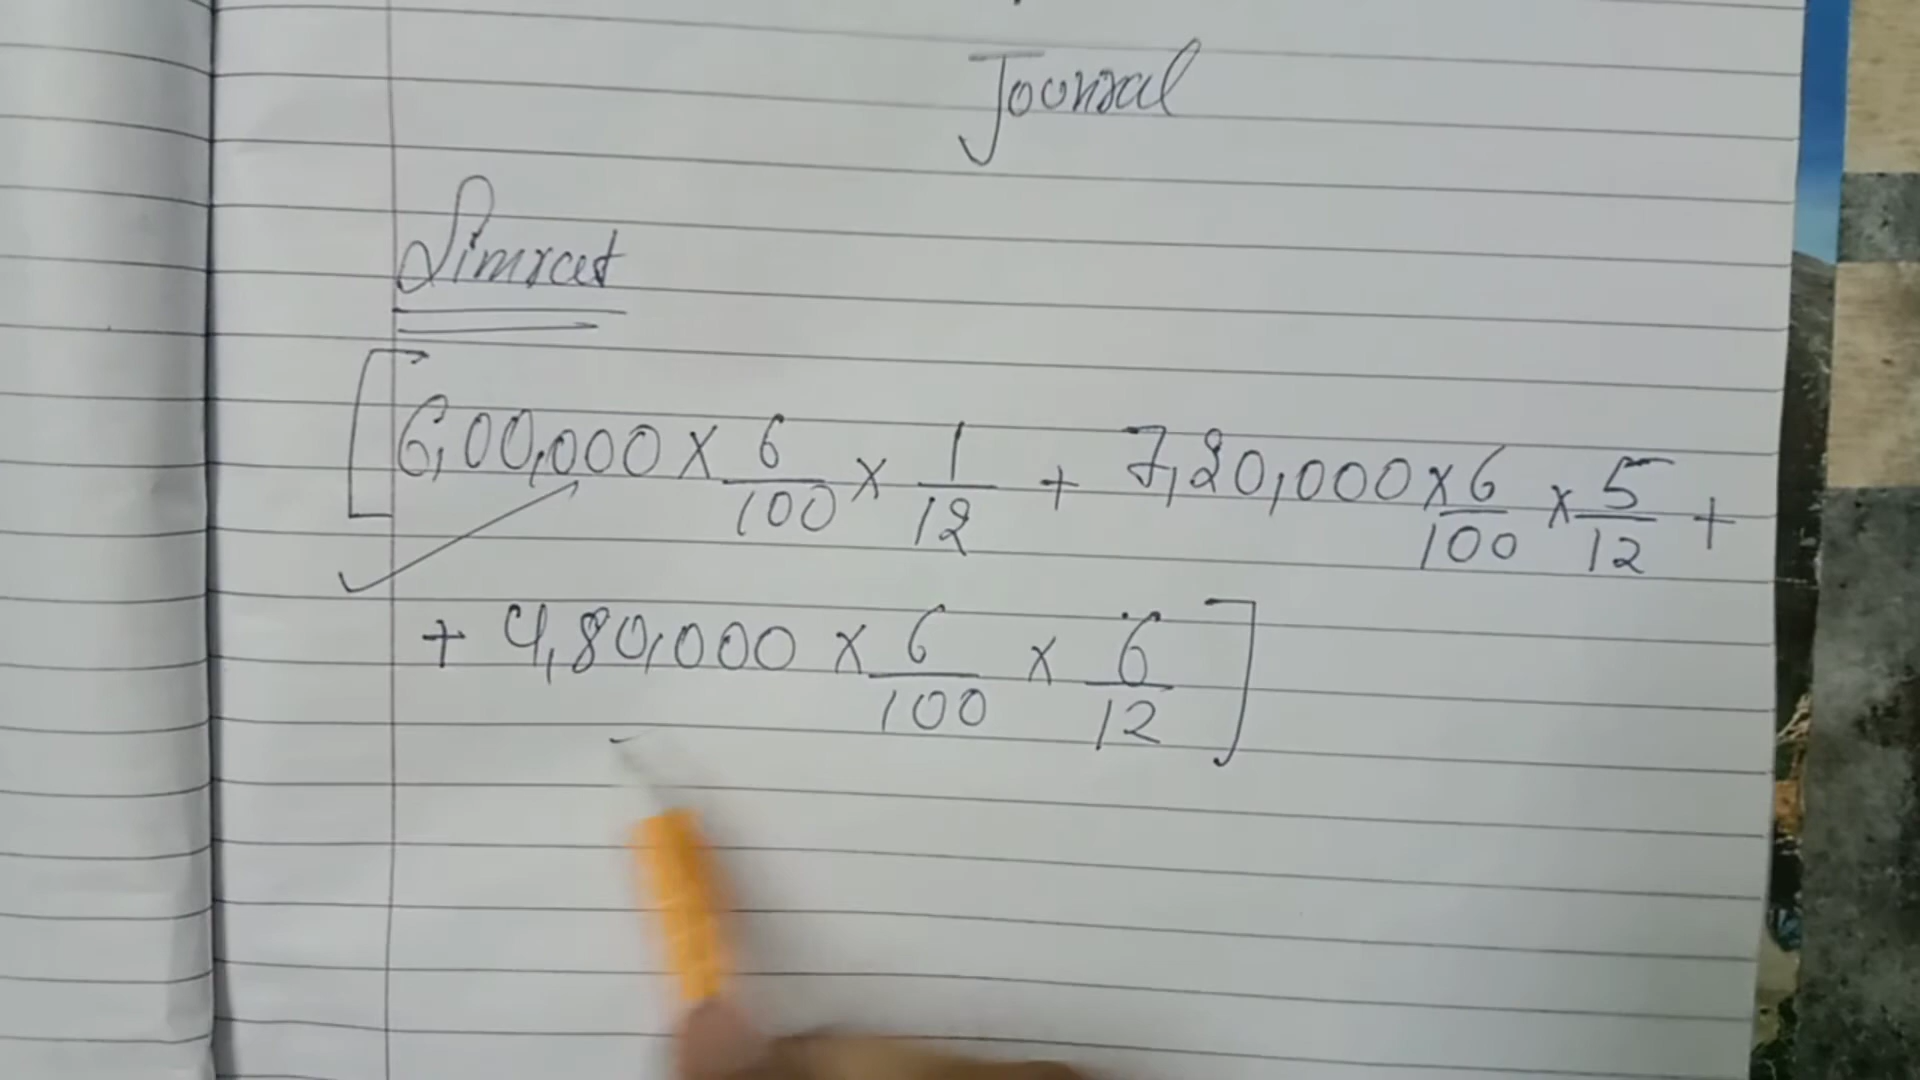 Journal
Simrat
[6,00,000 × 6/100 × 1/12 + 7,20,000 × 6/100 × 5/12 +
+ 4,80,000 × 6/100 × 6/12]